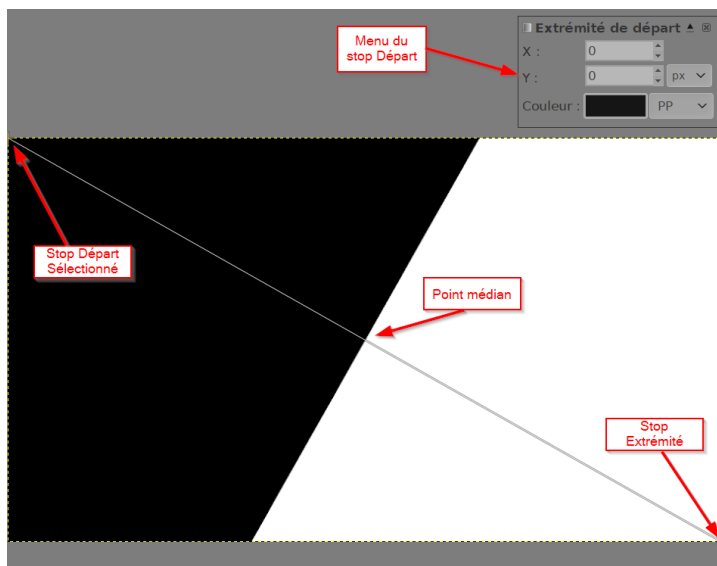 Menu du
stop Départ
Extrémité de départ
X :
0
Y :
0
px
Couleur :
PP
Stop Départ
Sélectionné
Point médian
Stop
Extrémité